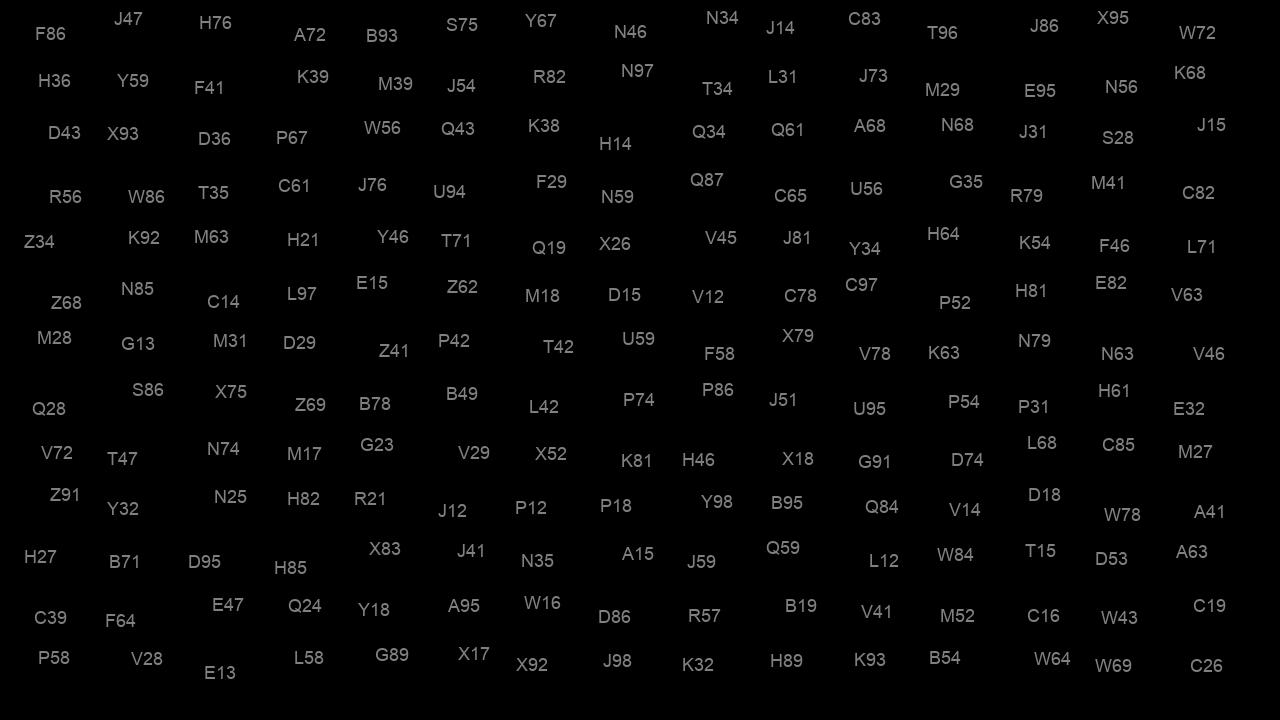 F86 J47 H76 A72 B93 S75 Y67 N46 N34 J14 C83 T96 J86 X95 W72
H36 Y59 F41 K39 M39 J54 R82 N97 T34 L31 J73 M29 E95 N56 K68
D43 X93 D36 P67 W56 Q43 K38 H14 Q34 Q61 A68 N68 J31 S28 J15
R56 W86 T35 C61 J76 U94 F29 N59 Q87 C65 U56 G35 R79 M41 C82
Z34 K92 M63 H21 Y46 T71 Q19 X26 V45 J81 Y34 H64 K54 F46 L71
Z68 N85 C14 L97 E15 Z62 M18 D15 V12 C78 C97 P52 H81 E82 V63
M28 G13 M31 D29 Z41 P42 T42 U59 F58 X79 V78 K63 N79 N63 V46
Q28 S86 X75 Z69 B78 B49 L42 P74 P86 J51 U95 P54 P31 H61 E32
V72 T47 N74 M17 G23 V29 X52 K81 H46 X18 G91 D74 L68 C85 M27
Z91 Y32 N25 H82 R21 J12 P12 P18 Y98 B95 Q84 V14 D18 W78 A41
H27 B71 D95 H85 X83 J41 N35 A15 J59 Q59 L12 W84 T15 D53 A63
C39 F64 E47 Q24 Y18 A95 W16 D86 R57 B19 V41 M52 C16 W43 C19
P58 V28 E13 L58 G89 X17 X92 J98 K32 H89 K93 B54 W64 W69 C26